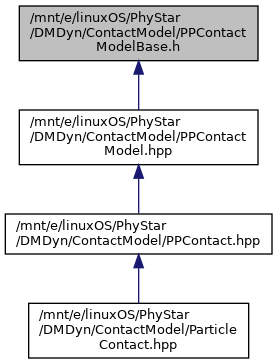 /mnt/e/linuxOS/PhyStar
/DMDyn/ContactModel/PPContact
ModelBase.h
/mnt/e/linuxOS/PhyStar
/DMDyn/ContactModel/PPContact
Model.hpp
/mnt/e/linuxOS/PhyStar
/DMDyn/ContactModel/PPContact.hpp
/mnt/e/linuxOS/PhyStar
/DMDyn/ContactModel/Particle
Contact.hpp